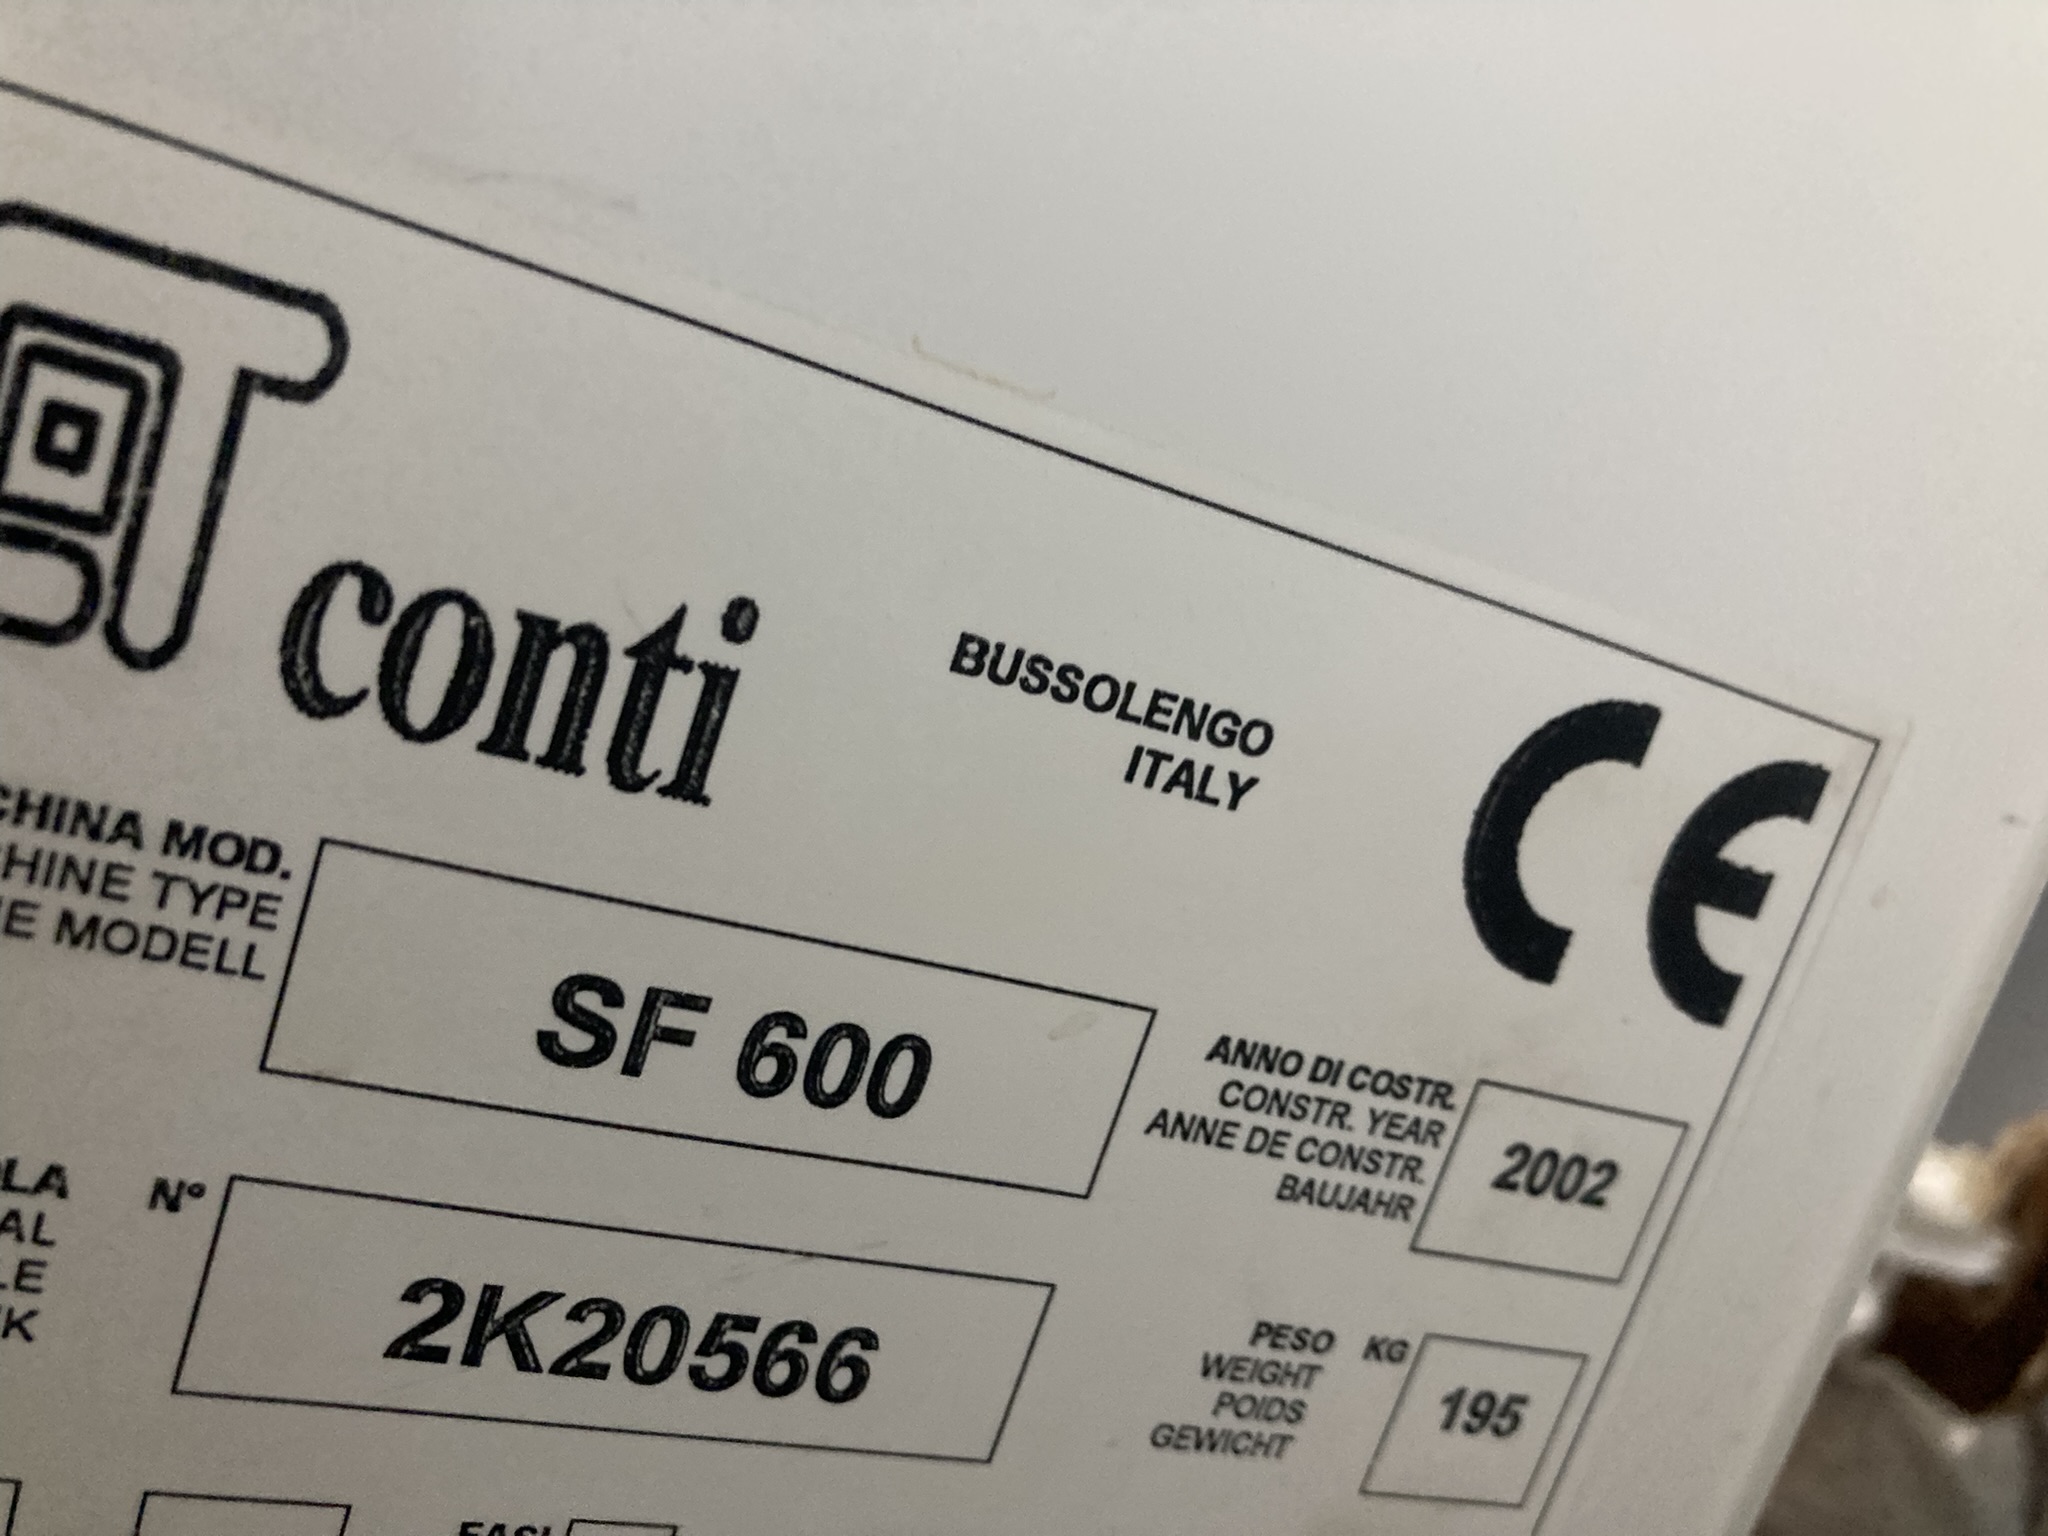 conti
BUSSOLENGO
ITALY
CE
CHINA MOD.
HINE TYPE
E MODELL
SF 600
ANNO DI COSTR.
CONSTR. YEAR
ANNE DE CONSTR.
BAUJAHR
2002
LA
AL
LE
K
N°
2K20566
PESO
WEIGHT
POIDS
GEWICHT
KG
195
FASI